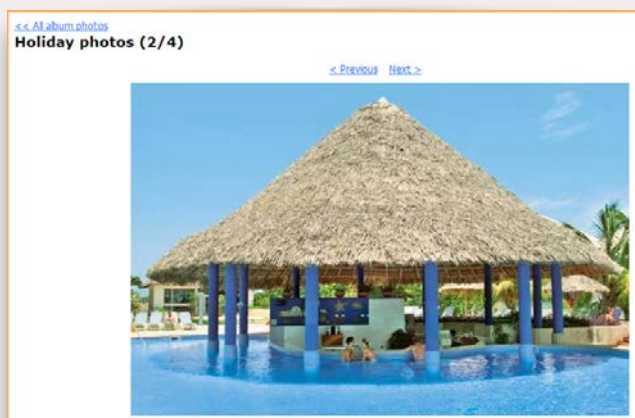 << All album photos
Holiday photos (2/4)
< Previous Next >